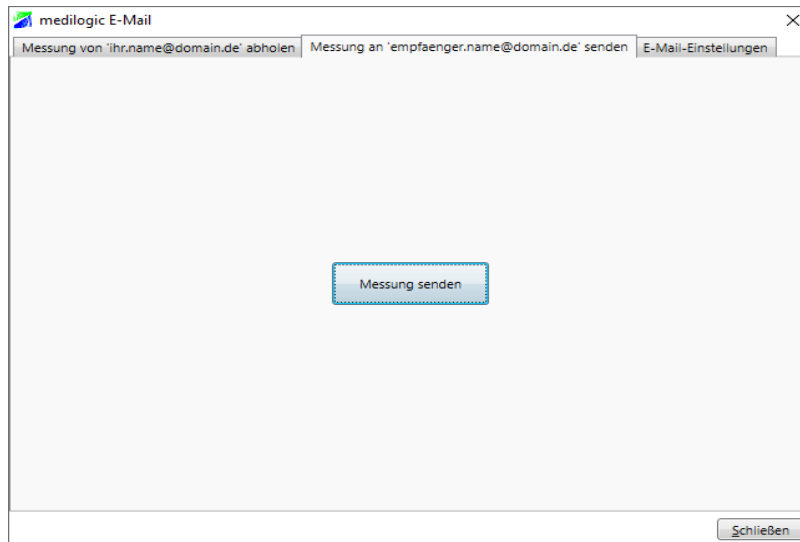 medilogic E-Mail
Messung von 'ihr.name@domain.de' abholen Messung an 'empfaenger.name@domain.de' senden E-Mail-Einstellungen
Messung senden
Schließen